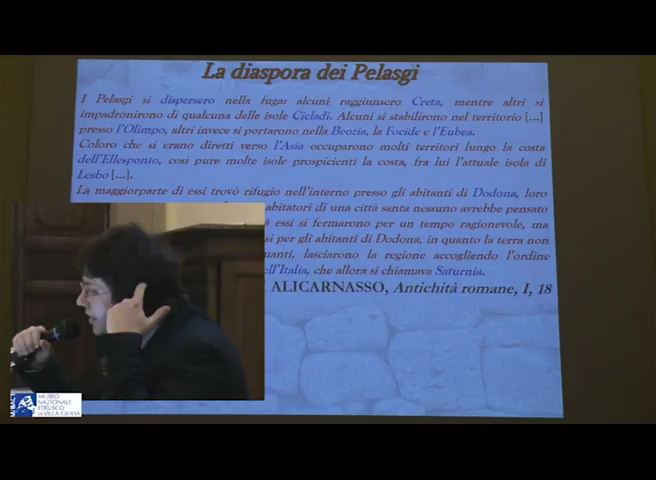 La diaspora dei Pelasgi
I Pelasgi si dispersero nella fuga: alcuni raggiunsero Creta, mentre altri si
impadronirono di qualcuna delle isole Cicladi. Alcuni si stabilirono nel territorio [...]
presso l'Olimpo, altri invece si portarono nella Beozia, la Focide e l'Eubea.
Coloro che si erano diretti verso l'Asia occuparono molti territori lungo la costa
dell'Ellesponto, cosi pure molte isole prospicienti la costa, fra lui l'attuale isola di
Lesbo [...].
La maggiorparte di essi trovò rifugio nell'interno presso gli abitanti di Dodona, loro
abitatori di una città santa nessuno avrebbe pensato
essi si fermarono per un tempo ragionevole, ma
si per gli abitanti di Dodona, in quanto la terra non
uanti, lasciarono la regione accogliendo l'ordine
ell'Italia, che allora si chiamava Saturnia.
ALICARNASSO, Antichità romane, I, 18
MUSEO
NAZIONALE
ETRUSCO
DI VILLA GIULIA